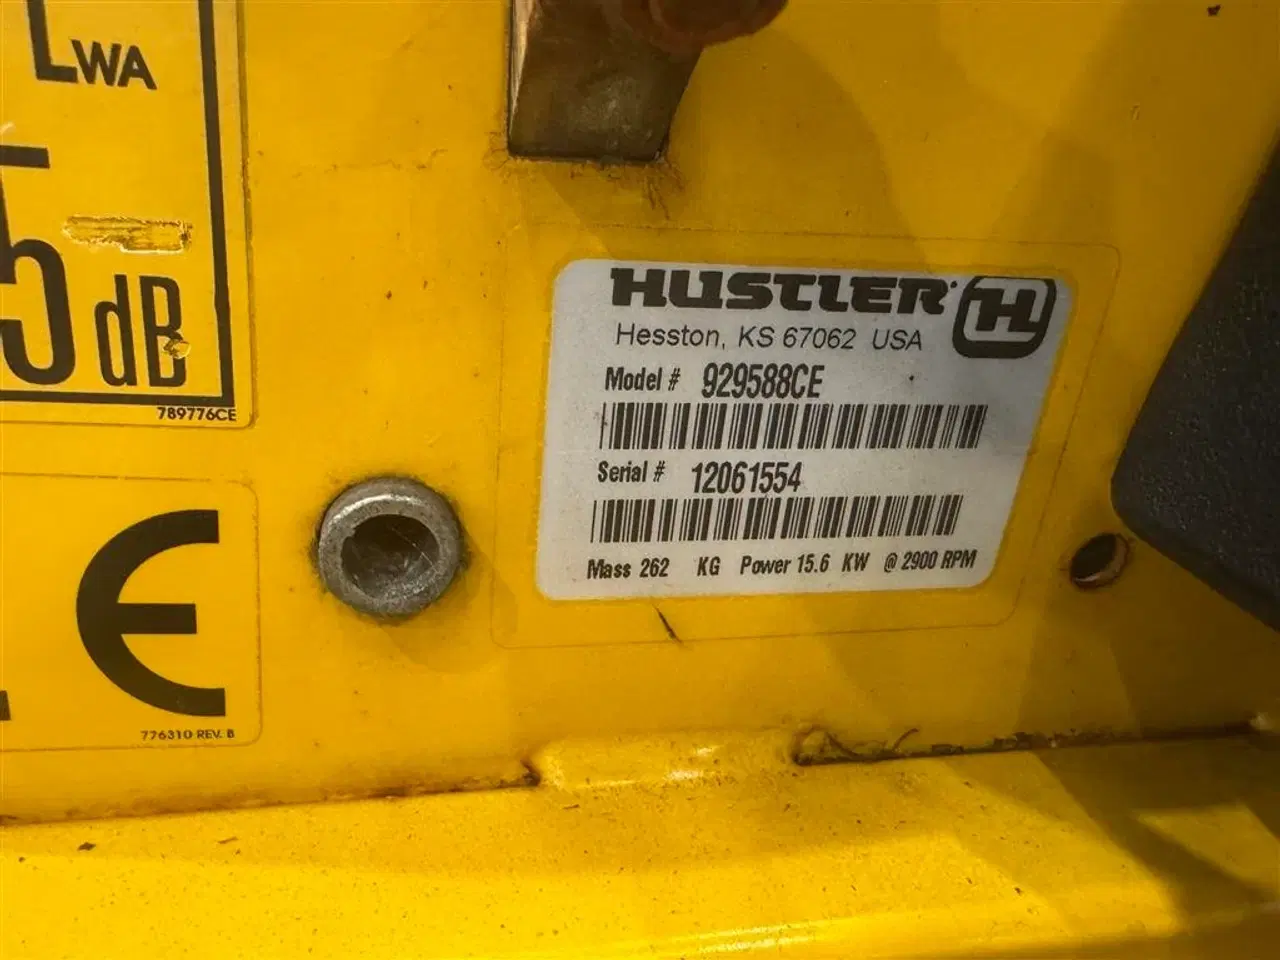 LWA
5 dB
789776CE
HUSTLER H
Hesston, KS 67062 USA
Model # 929588CE
Serial # 12061554
Mass 262 KG Power 15.6 KW @ 2900 RPM
CE
776310 REV. B